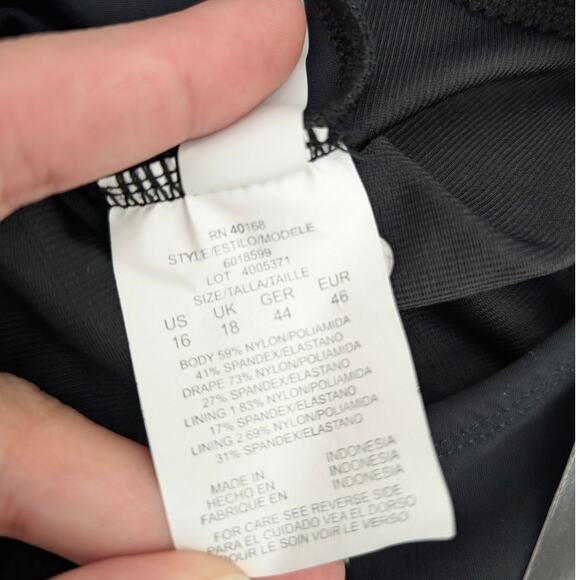 RN 40168
STYLE/ESTILO/MODELE
6018599
LOT 4005371
SIZE/TALLA/TAILLE
US UK GER EUR
16 18 44 46
BODY 59% NYLON/POLIAMIDA
41% SPANDEX/ELASTANO
DRAPE 73% NYLON/POLIAMIDA
27% SPANDEX/ELASTANO
LINING 1 83% NYLON/POLIAMIDA
17% SPANDEX/ELASTANO
LINING 2 69% NYLON/POLIAMIDA
31% SPANDEX/ELASTANO
MADE IN INDONESIA
HECHO EN INDONESIA
FABRIQUE EN INDONESIA
FOR CARE SEE REVERSE SIDE
PARA EL CUIDADO VEA EL DORSO
POUR LE SOIN VOIR LE VERSO